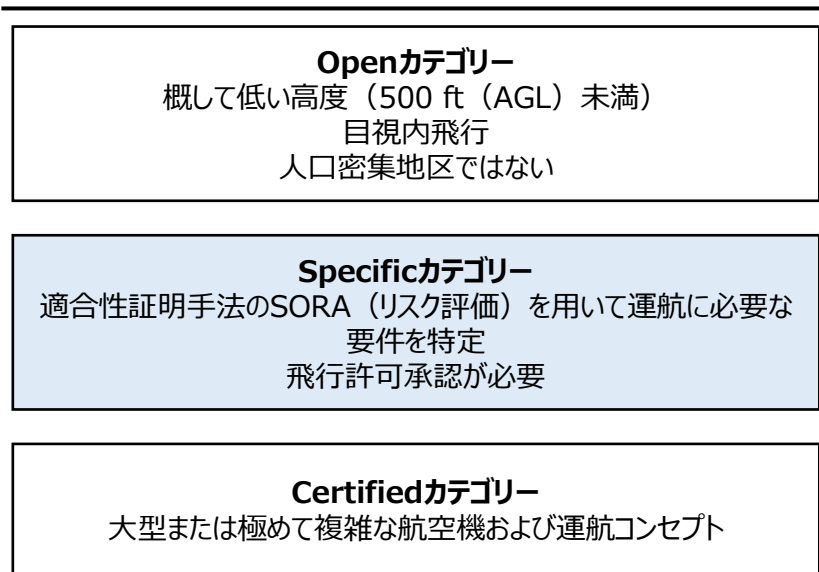 Openカテゴリー
概して低い高度（500 ft（AGL）未満）
目視内飛行
人口密集地区ではない
Specificカテゴリー
適合性証明手法のSORA（リスク評価）を用いて運航に必要な
要件を特定
飛行許可承認が必要
Certifiedカテゴリー
大型または極めて複雑な航空機および運航コンセプト